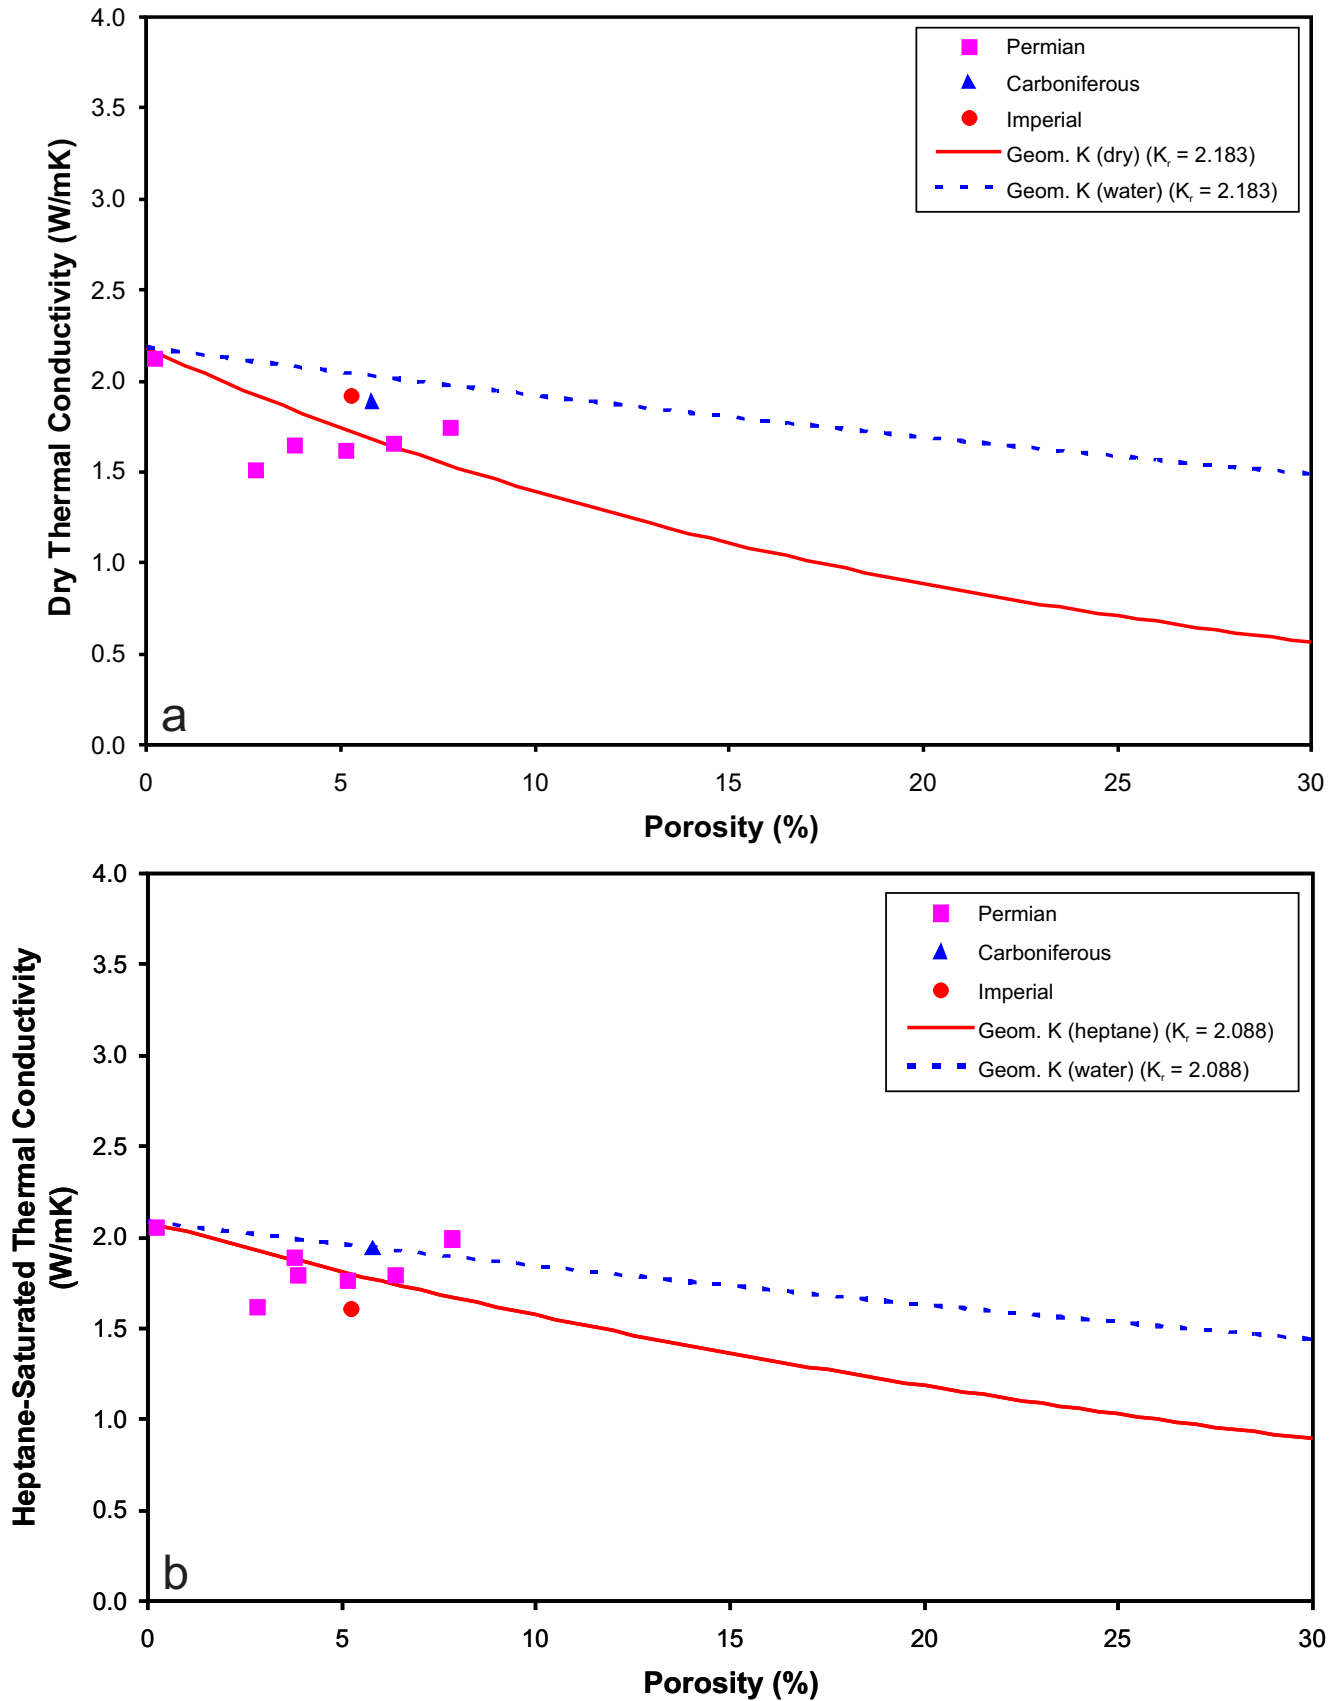 4.0
3.5
3.0
2.5
2.0
1.5
1.0
0.5
0.0
Dry Thermal Conductivity (W/mK)
Permian
Carboniferous
Imperial
Geom. K (dry) (Kr = 2.183)
Geom. K (water) (Kr = 2.183)
a
0 5 10 15 20 25 30
Porosity (%)
4.0
3.5
3.0
2.5
2.0
1.5
1.0
0.5
0.0
Heptane-Saturated Thermal Conductivity
(W/mK)
Permian
Carboniferous
Imperial
Geom. K (heptane) (Kr = 2.088)
Geom. K (water) (Kr = 2.088)
b
0 5 10 15 20 25 30
Porosity (%)